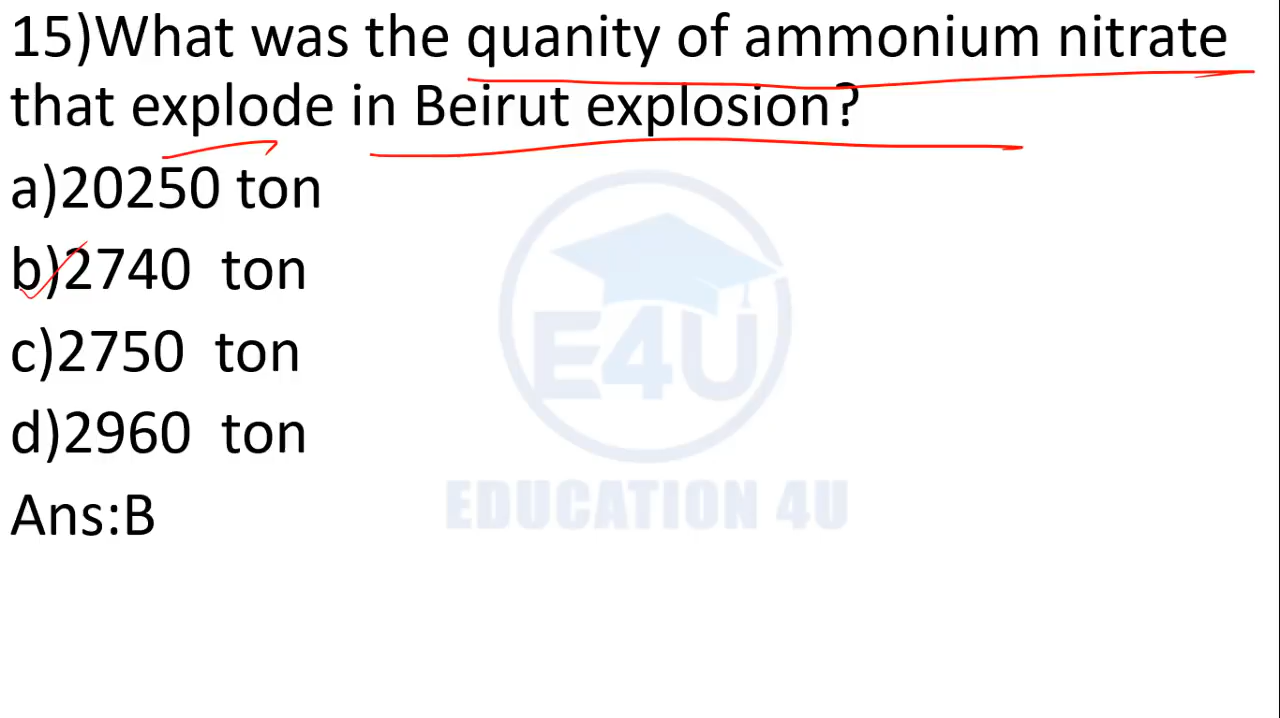 15)What was the quanity of ammonium nitrate
that explode in Beirut explosion?
a)20250 ton
b)2740 ton
c)2750 ton
d)2960 ton
Ans:B
E4U
EDUCATION 4U